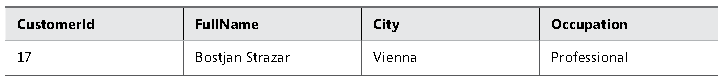 CustomerId FullName City Occupation
17 Bostjan Strazar Vienna Professional